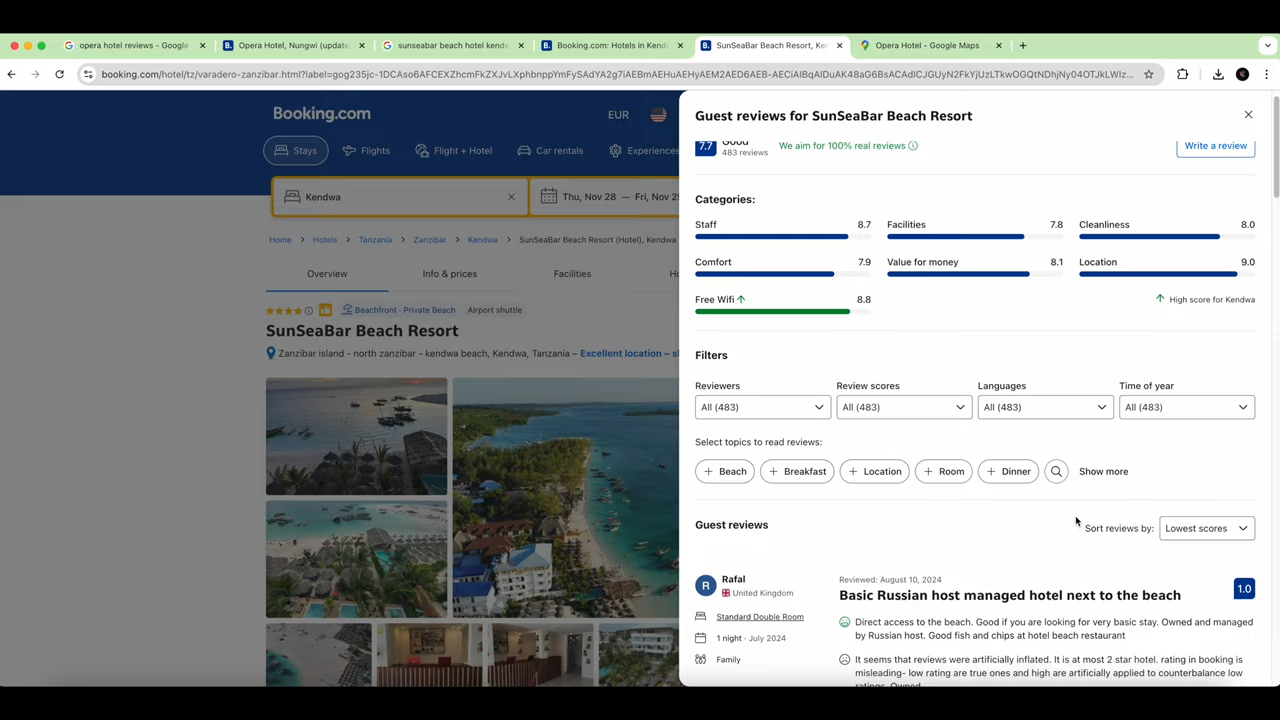 opera hotel reviews - Google
Opera Hotel, Nungwi (update
sunseabar beach hotel kendw
Booking.com: Hotels in Kend
SunSeaBar Beach Resort, Ke
Opera Hotel - Google Maps
Booking.com
EUR
Stays
Flights
Flight + Hotel
Car rentals
Experiences
Kendwa
Thu, Nov 28 — Fri, Nov 2
Home
Hotels
Tanzania
Zanzibar
Kendwa
SunSeaBar Beach Resort (Hotel), Kendwa
Overview
Info & prices
Facilities
Beachfront · Private Beach
Airport shuttle
SunSeaBar Beach Resort
Zanzibar island - north zanzibar - kendwa beach, Kendwa, Tanzania – Excellent location – s
Guest reviews for SunSeaBar Beach Resort
7.7
Good
483 reviews
We aim for 100% real reviews
Write a review
Categories:
Staff 8.7
Facilities 7.8
Cleanliness 8.0
Comfort 7.9
Value for money 8.1
Location 9.0
Free Wifi 8.8
High score for Kendwa
Filters
Reviewers
Review scores
Languages
Time of year
All (483)
All (483)
All (483)
All (483)
Select topics to read reviews:
+ Beach
+ Breakfast
+ Location
+ Room
+ Dinner
Show more
Guest reviews
Sort reviews by:
Lowest scores
R
Rafal
United Kingdom
Standard Double Room
1 night · July 2024
Family
Reviewed: August 10, 2024
Basic Russian host managed hotel next to the beach
1.0
Direct access to the beach. Good if you are looking for very basic stay. Owned and managed
by Russian host. Good fish and chips at hotel beach restaurant
It seems that reviews were artificially inflated. It is at most 2 star hotel. rating in booking is
misleading- low rating are true ones and high are artificially applied to counterbalance low
ratings. Owned